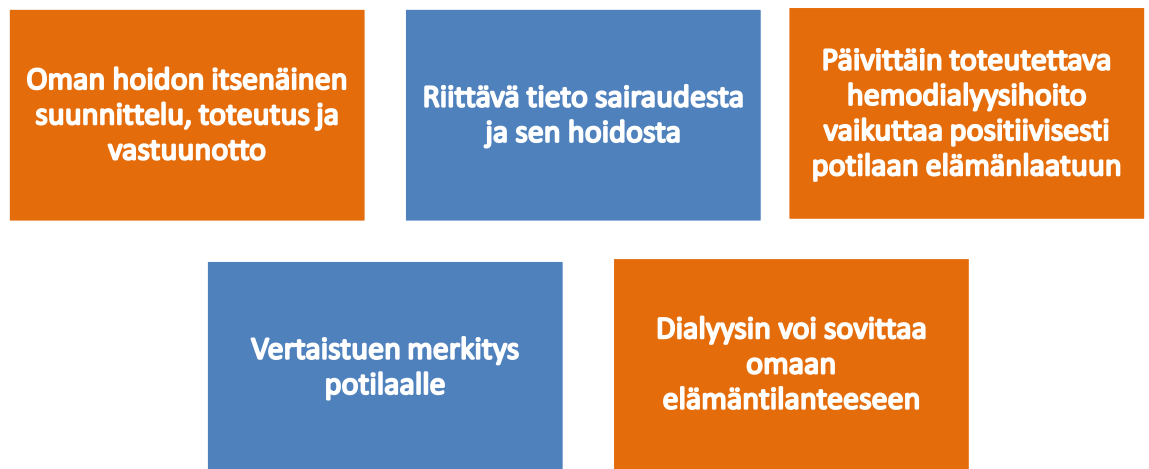 Oman hoidon itsenäinen
suunnittelu, toteutus ja
vastuunotto
Riittävä tieto sairaudesta
ja sen hoidosta
Päivittäin toteutettava
hemodialyysihoito
vaikuttaa positiivisesti
potilaan elämänlaatuun
Vertaistuen merkitys
potilaalle
Dialyysin voi sovittaa
omaan
elämäntilanteeseen